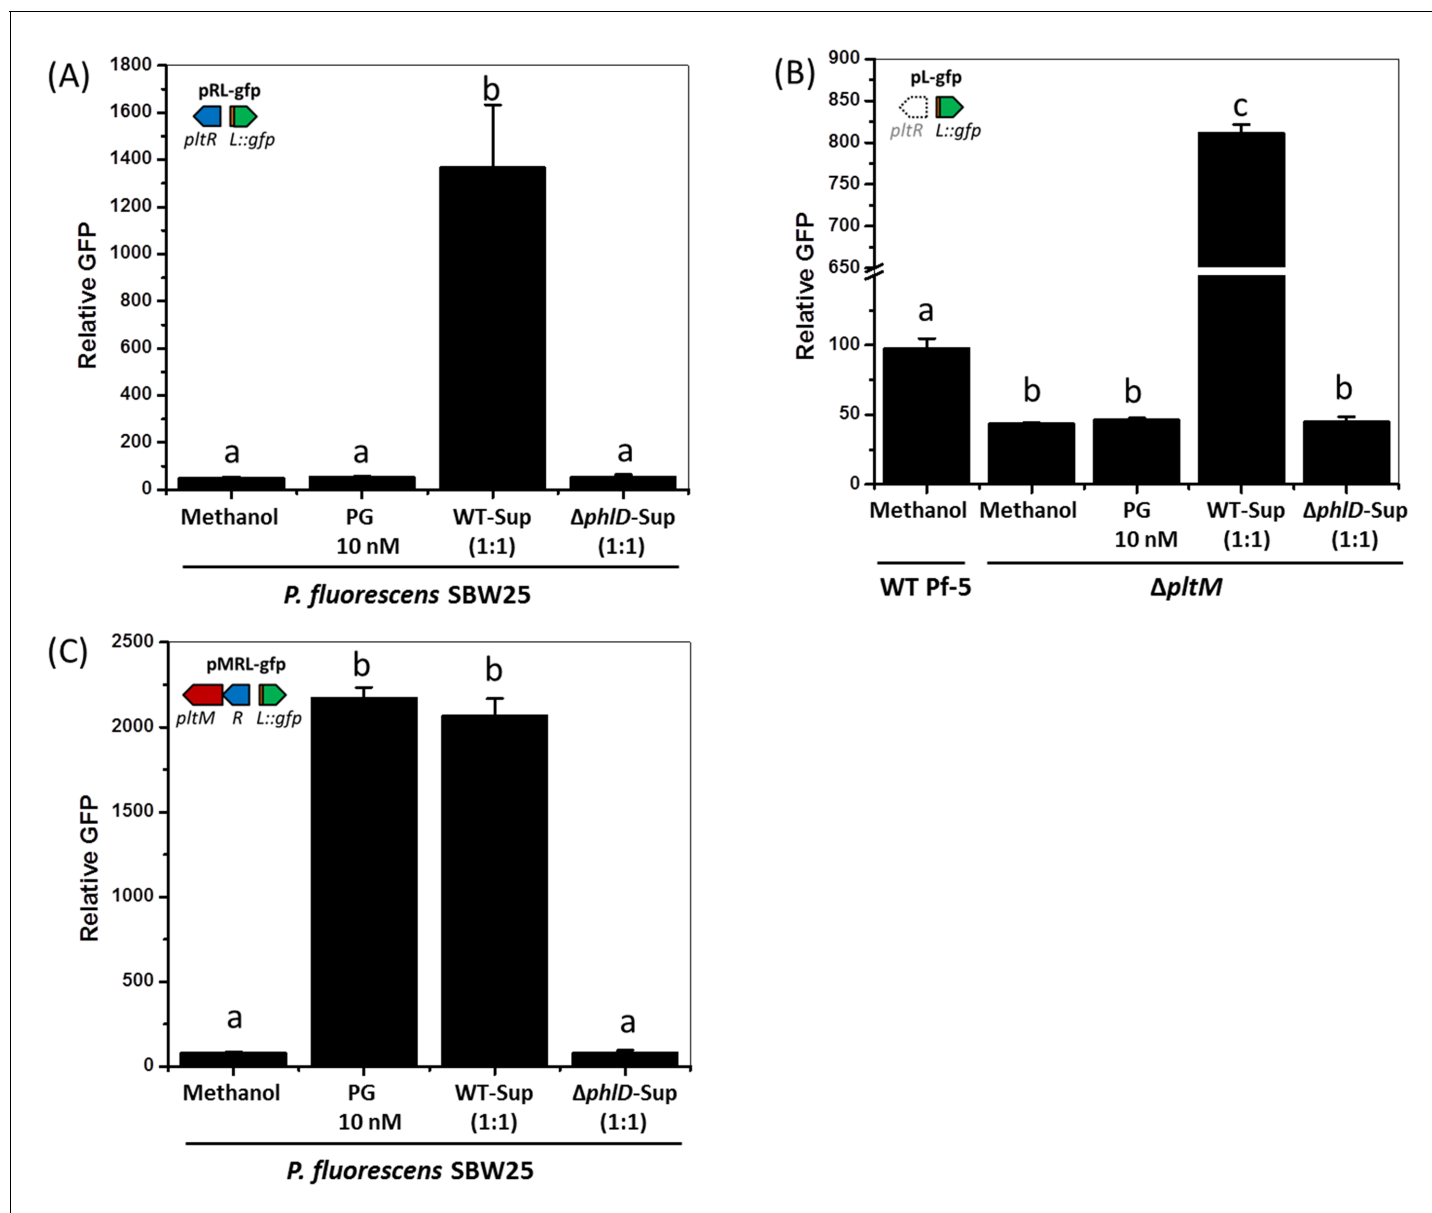 (A)
pRL-gfp
pltR L::gfp
Relative GFP
1800
1600
1400
1200
1000
800
600
400
200
0
a
a
b
a
Methanol PG WT-Sup ΔphlD-Sup
10 nM (1:1) (1:1)
P. fluorescens SBW25
(B)
pL-gfp
pltR L::gfp
Relative GFP
900
850
800
750
700
650
100
50
0
a
b
b
c
b
Methanol Methanol PG WT-Sup ΔphlD-Sup
10 nM (1:1) (1:1)
WT Pf-5 ΔpltM
(C)
pMRL-gfp
pltM R L::gfp
Relative GFP
2500
2000
1500
1000
500
0
a
b
b
a
Methanol PG WT-Sup ΔphlD-Sup
10 nM (1:1) (1:1)
P. fluorescens SBW25